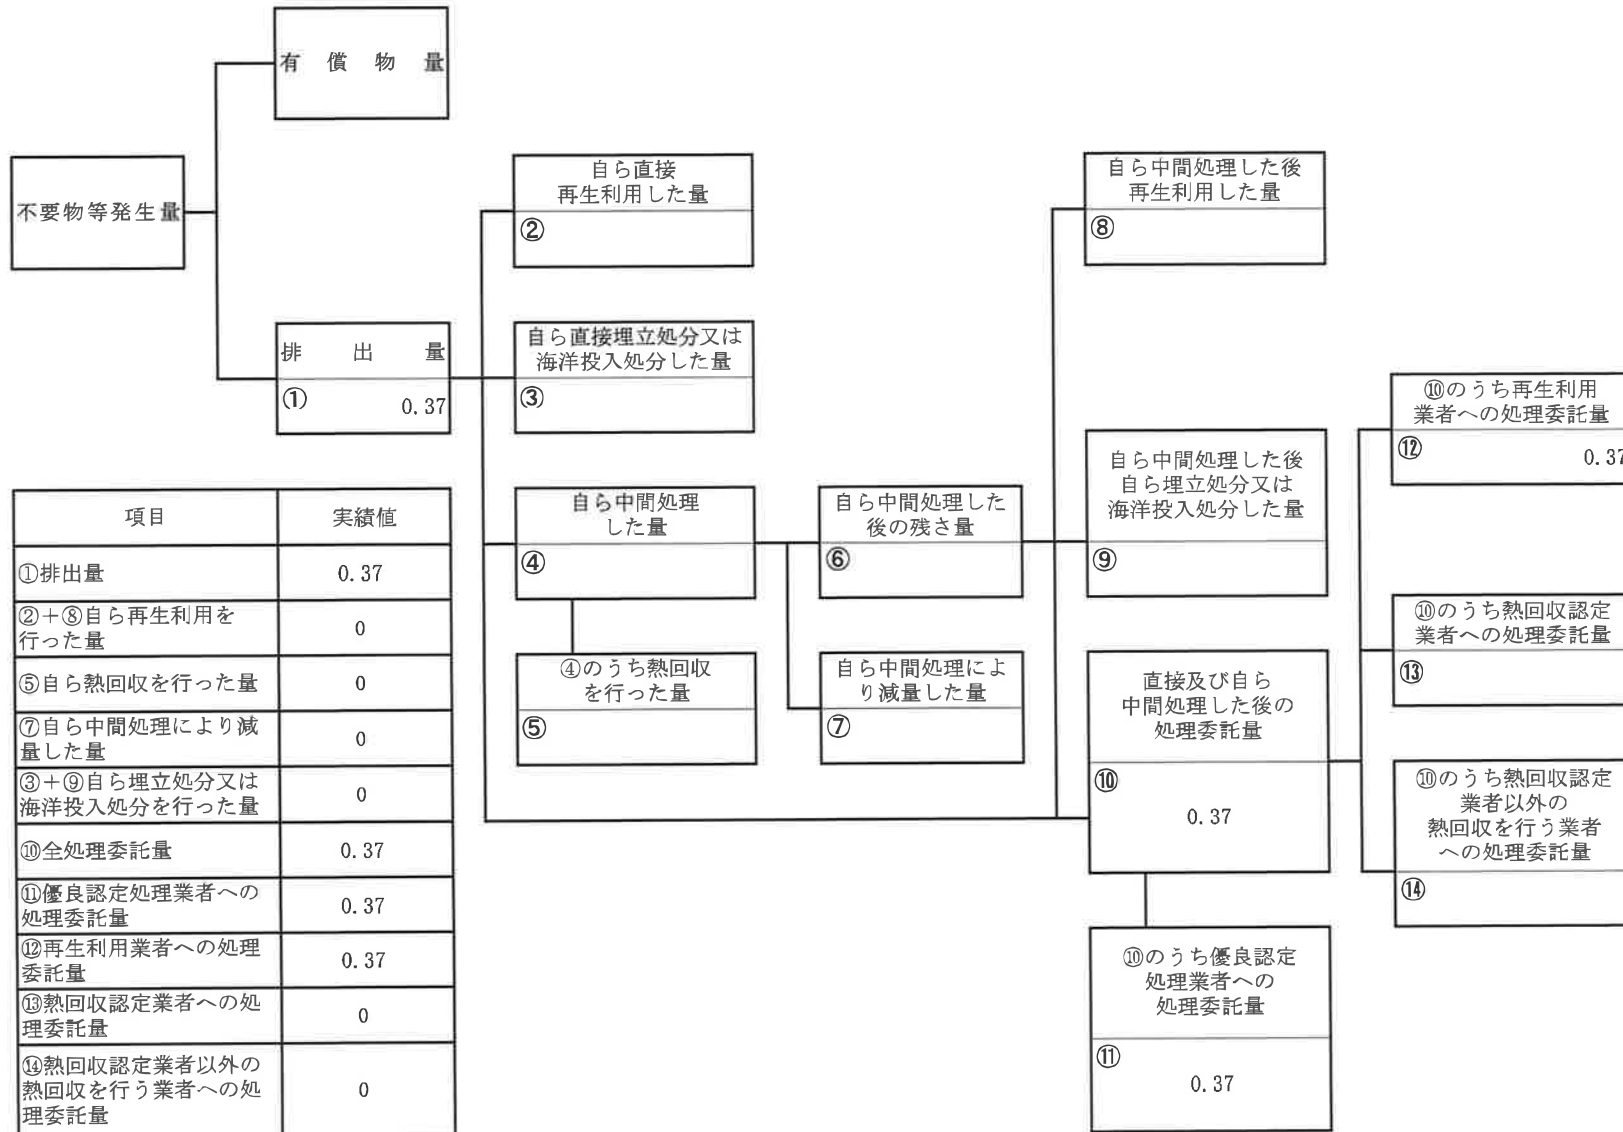 有償物量
不要物等発生量
排出量
① 0.37
自ら直接
再生利用した量
②
自ら直接埋立処分又は
海洋投入処分した量
③
自ら中間処理
した量
④
④のうち熱回収
を行った量
⑤
自ら中間処理した
後の残さ量
⑥
自ら中間処理によ
り減量した量
⑦
自ら中間処理した後
再生利用した量
⑧
自ら中間処理した後
自ら埋立処分又は
海洋投入処分した量
⑨
直接及び自ら
中間処理した後の
処理委託量
⑩
0.37
⑩のうち優良認定
処理業者への
処理委託量
⑪
0.37
⑩のうち再生利用
業者への処理委託量
⑫ 0.37
⑩のうち熱回収認定
業者への処理委託量
⑬
⑩のうち熱回収認定
業者以外の
熱回収を行う業者
への処理委託量
⑭
項目 実績値
①排出量 0.37
②+⑧自ら再生利用を
行った量 0
⑤自ら熱回収を行った量 0
⑦自ら中間処理により減
量した量 0
③+⑨自ら埋立処分又は
海洋投入処分を行った量 0
⑩全処理委託量 0.37
⑪優良認定処理業者への
処理委託量 0.37
⑫再生利用業者への処理
委託量 0.37
⑬熱回収認定業者への処
理委託量 0
⑭熱回収認定業者以外の
熱回収を行う業者への処
理委託量 0